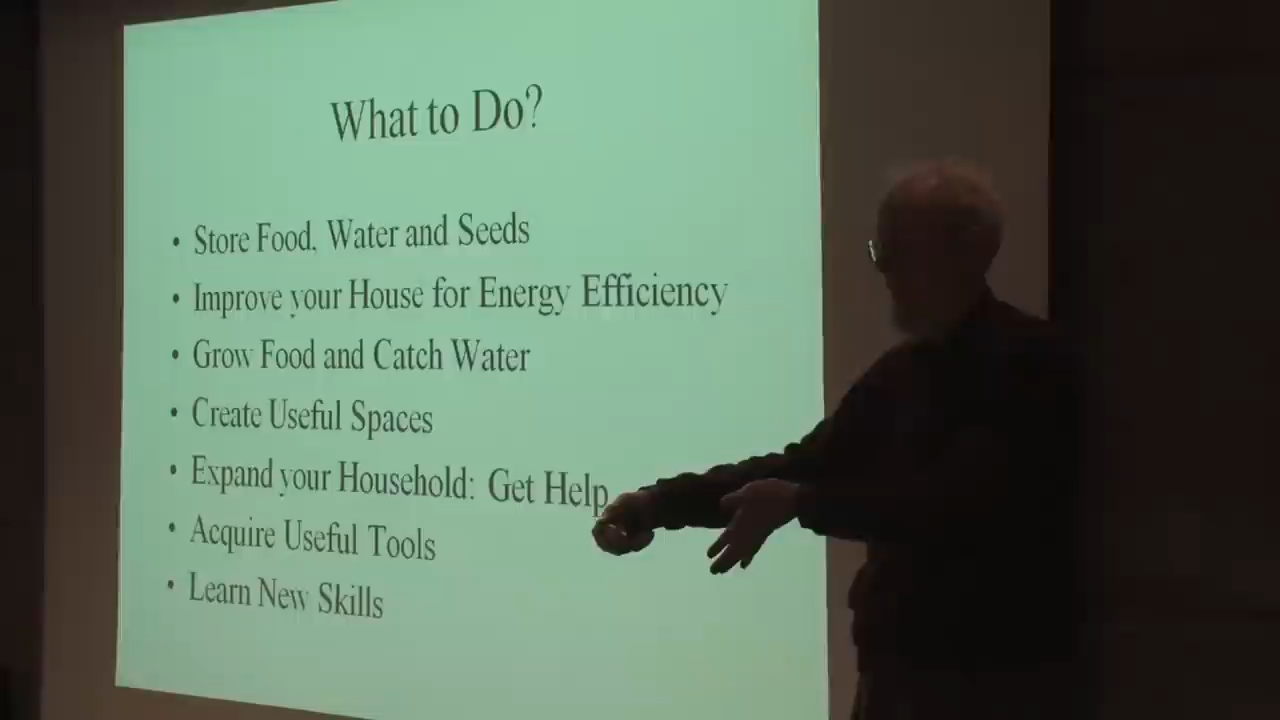 What to Do?
• Store Food, Water and Seeds
• Improve your House for Energy Efficiency
• Grow Food and Catch Water
• Create Useful Spaces
• Expand your Household: Get Help
• Acquire Useful Tools
• Learn New Skills